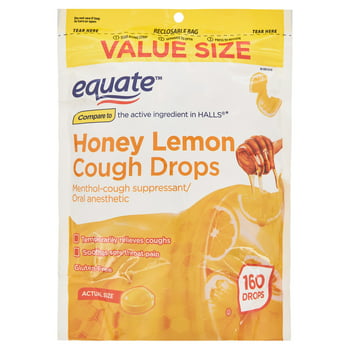 TEAR HERE
RECLOSABLE BAG
TEAR HERE
VALUE SIZE
equate™
Compare to the active ingredient in HALLS®*
Honey Lemon
Cough Drops
Menthol-cough suppressant/
Oral anesthetic
Temporarily relieves coughs
Soothes sore throat pain
Gluten Free
160
DROPS
ACTUAL SIZE